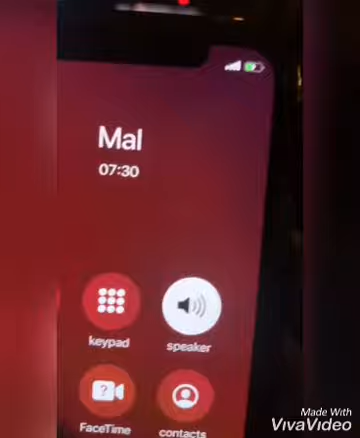 Mal
07:30
keypad
speaker
?
FaceTime
contacts
Made With
VivaVideo